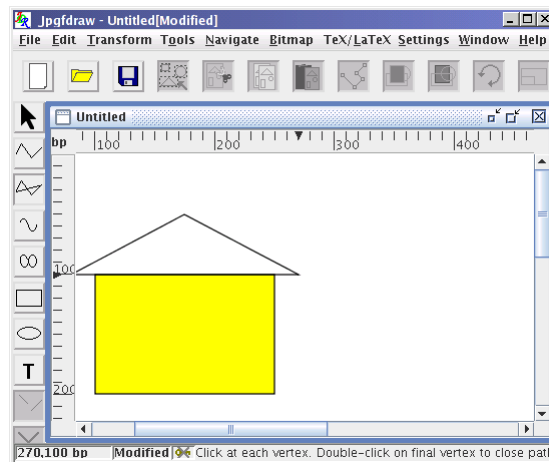 Jpgfdraw - Untitled[Modified]
File Edit Transform Tools Navigate Bitmap TeX/LaTeX Settings Window Help
Untitled
bp 100 200 300 400
100
T
200
270,100 bp Modified Click at each vertex. Double-click on final vertex to close pat